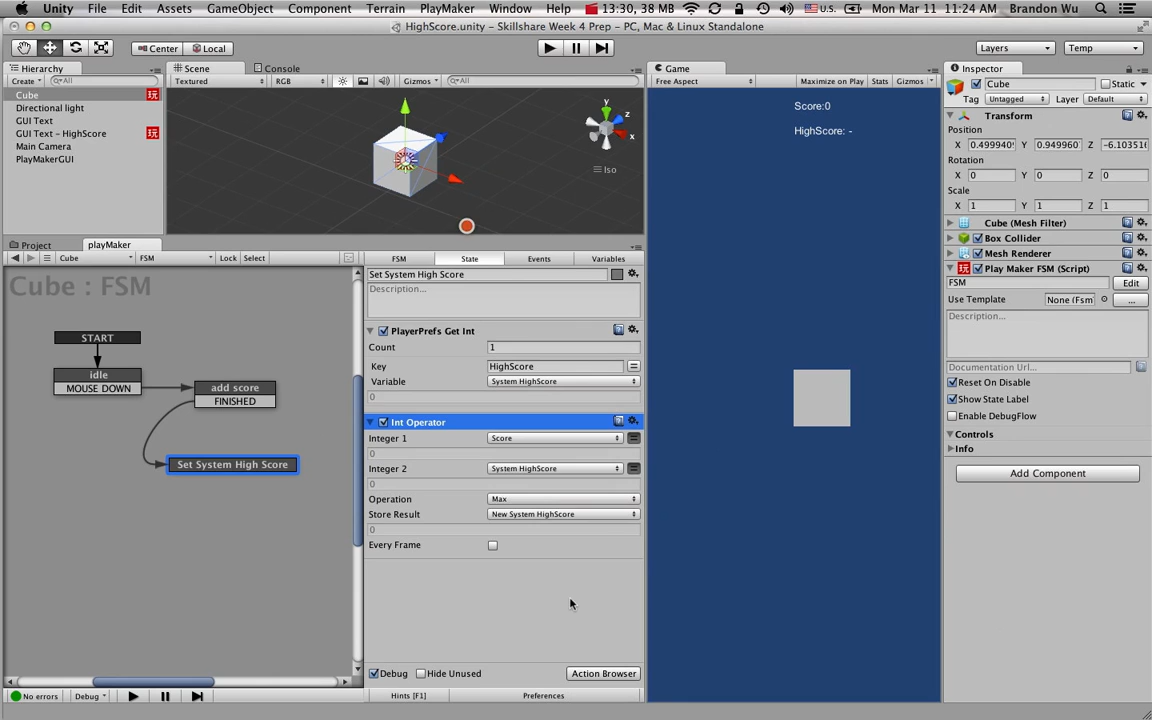 Unity File Edit Assets GameObject Component Terrain PlayMaker Window Help 13:30, 38 MB U.S. Mon Mar 11 11:24 AM Brandon Wu
HighScore.unity - Skillshare Week 4 Prep - PC, Mac & Linux Standalone
Center Local Layers Temp
Hierarchy Scene Console Game Inspector
Create All Textured RGB Gizmos All Free Aspect Maximize on Play Stats Gizmos Cube Static
Cube
Directional light
GUI Text
GUI Text - HighScore
Main Camera
PlayMakerGUI
y
z
x
Iso
Score:0
HighScore: -
Tag Untagged Layer Default
Transform
Position
X 0.499940 Y 0.949960 Z -6.103516
Rotation
X 0 Y 0 Z 0
Scale
X 1 Y 1 Z 1
Cube (Mesh Filter)
Box Collider
Mesh Renderer
Play Maker FSM (Script)
FSM Edit
Use Template None (Fsm ...
Description...
Documentation Url...
Reset On Disable
Show State Label
Enable DebugFlow
Controls
Info
Add Component
Project playMaker
Cube FSM Lock Select
Cube : FSM
START
idle
MOUSE DOWN
add score
FINISHED
Set System High Score
FSM State Events Variables
Set System High Score
Description...
PlayerPrefs Get Int
Count 1
Key HighScore
Variable System HighScore
0
Int Operator
Integer 1 Score
0
Integer 2 System HighScore
0
Operation Max
Store Result New System HighScore
0
Every Frame
Debug Hide Unused Action Browser
No errors Debug Hints [F1] Preferences